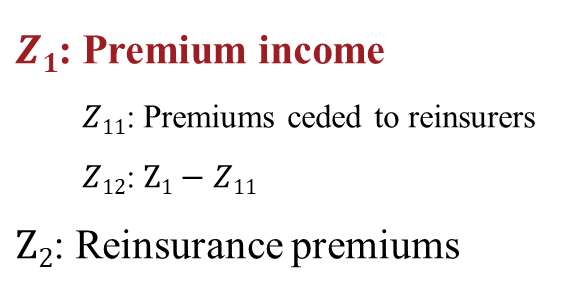 Z₁: Premium income
Z₁₁: Premiums ceded to reinsurers
Z₁₂: Z₁ − Z₁₁
Z₂: Reinsurance premiums